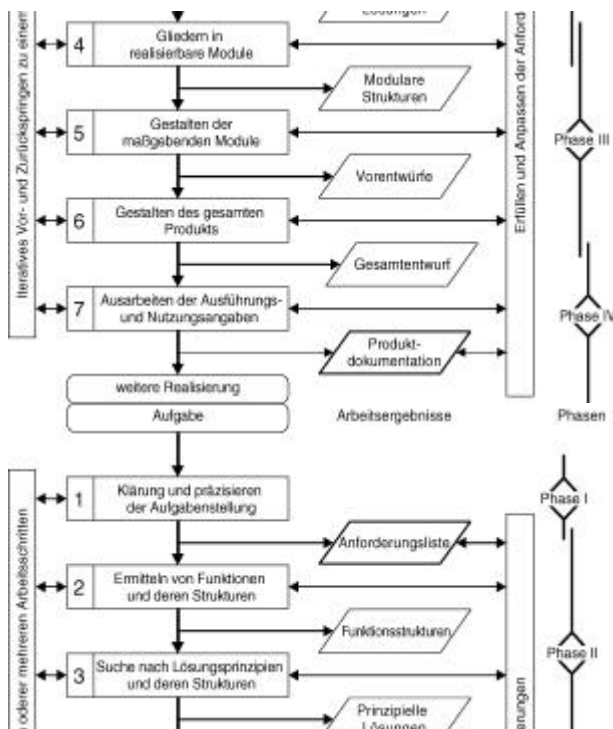 Lösungen
4
Gliedern in
realisierbare Module
Modulare
Strukturen
5
Gestalten der
maßgebenden Module
Vorentwürfe
6
Gestalten des gesamten
Produkts
Gesamtentwurf
7
Ausarbeiten der Ausführungs-
und Nutzungsangaben
Produkt-
dokumentation
weitere Realisierung
Iteratives Vor- und Zurückspringen zu einem
Erfüllen und Anpassen der Anford
Phase III
Phase IV
Aufgabe
Arbeitsergebnisse
Phasen
1
Klärung und präzisieren
der Aufgabenstellung
Anforderungsliste
2
Ermitteln von Funktionen
und deren Strukturen
Funktionsstrukturen
3
Suche nach Lösungsprinzipien
und deren Strukturen
Prinzipielle
Lösungen
oderer mehreren Arbeitsschritten
erungen
Phase I
Phase II